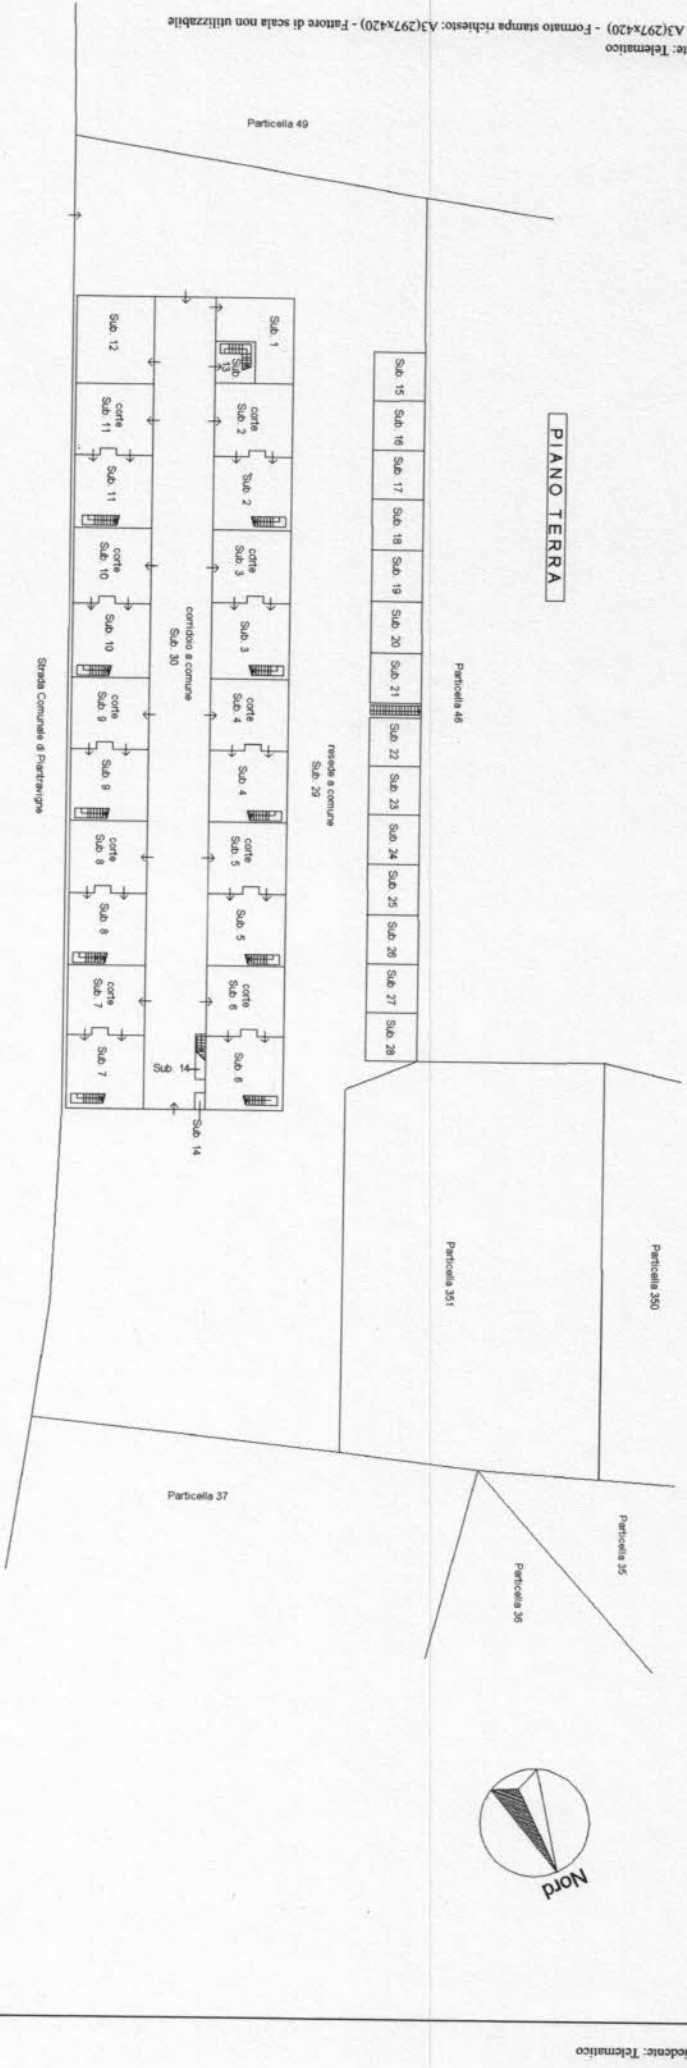 A3(297x420) - Formato stampa richiesto: A3(297x420) - Fattore di scala non utilizzabile
te: Telematico
Particella 49
PIANO TERRA
Sub. 15
Sub. 16
Sub. 17
Sub. 18
Sub. 19
Sub. 20
Sub. 21
Sub. 22
Sub. 23
Sub. 24
Sub. 25
Sub. 26
Sub. 27
Sub. 28
Particella 46
resede a comune
Sub. 29
Sub. 1
Sub.
13
corte
Sub. 2
Sub. 2
corte
Sub. 3
Sub. 3
corte
Sub. 4
Sub. 4
corte
Sub. 5
Sub. 5
corte
Sub. 6
Sub. 6
corridoio a comune
Sub. 30
Sub. 14
Sub. 14
Sub. 12
corte
Sub. 11
Sub. 11
corte
Sub. 10
Sub. 10
corte
Sub. 9
Sub. 9
corte
Sub. 8
Sub. 8
corte
Sub. 7
Sub. 7
Strada Comunale di Piantravigne
Particella 350
Particella 351
Particella 37
Particella 35
Particella 36
Nord
iedente: Telematico